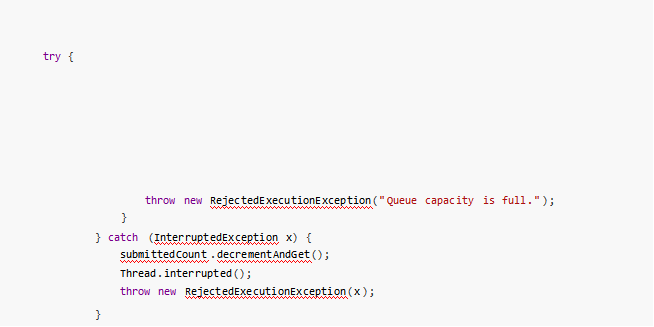 try {
throw new RejectedExecutionException("Queue capacity is full.");
}
} catch (InterruptedException x) {
submittedCount.decrementAndGet();
Thread.interrupted();
throw new RejectedExecutionException(x);
}